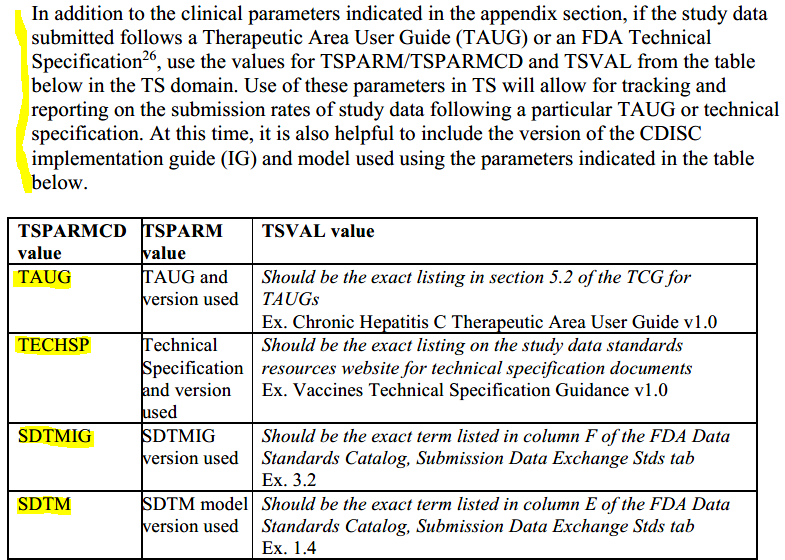 In addition to the clinical parameters indicated in the appendix section, if the study data
submitted follows a Therapeutic Area User Guide (TAUG) or an FDA Technical
Specification26, use the values for TSPARM/TSPARMCD and TSVAL from the table
below in the TS domain. Use of these parameters in TS will allow for tracking and
reporting on the submission rates of study data following a particular TAUG or technical
specification. At this time, it is also helpful to include the version of the CDISC
implementation guide (IG) and model used using the parameters indicated in the table
below.
TSPARMCD value
TSPARM value
TSVAL value
TAUG
TAUG and
version used
Should be the exact listing in section 5.2 of the TCG for
TAUGs
Ex. Chronic Hepatitis C Therapeutic Area User Guide v1.0
TECHSP
Technical
Specification
and version
used
Should be the exact listing on the study data standards
resources website for technical specification documents
Ex. Vaccines Technical Specification Guidance v1.0
SDTMIG
SDTMIG
version used
Should be the exact term listed in column F of the FDA Data
Standards Catalog, Submission Data Exchange Stds tab
Ex. 3.2
SDTM
SDTM model
version used
Should be the exact term listed in column E of the FDA Data
Standards Catalog, Submission Data Exchange Stds tab
Ex. 1.4